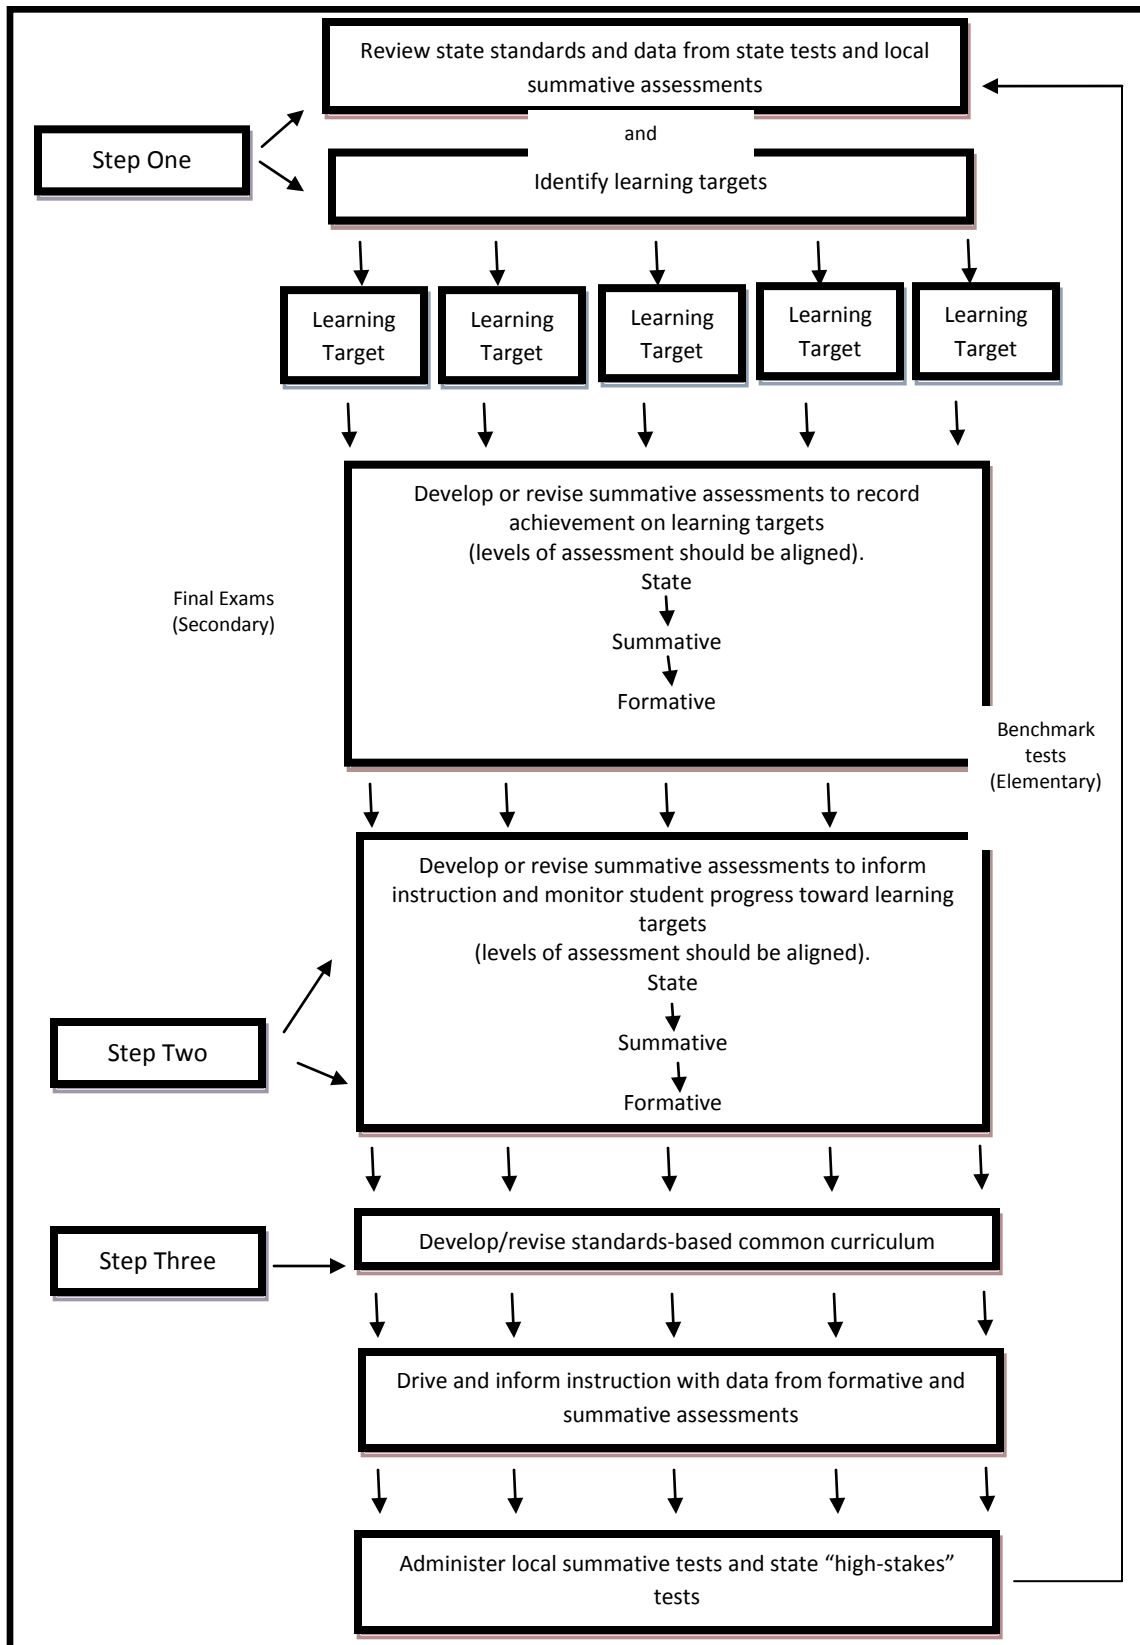 Review state standards and data from state tests and local
summative assessments
and
Step One
Identify learning targets
Learning
Target
Learning
Target
Learning
Target
Learning
Target
Learning
Target
Develop or revise summative assessments to record
achievement on learning targets
(levels of assessment should be aligned).
State
Summative
Formative
Final Exams
(Secondary)
Benchmark
tests
(Elementary)
Develop or revise summative assessments to inform
instruction and monitor student progress toward learning
targets
(levels of assessment should be aligned).
State
Summative
Formative
Step Two
Step Three
Develop/revise standards-based common curriculum
Drive and inform instruction with data from formative and
summative assessments
Administer local summative tests and state “high-stakes”
tests